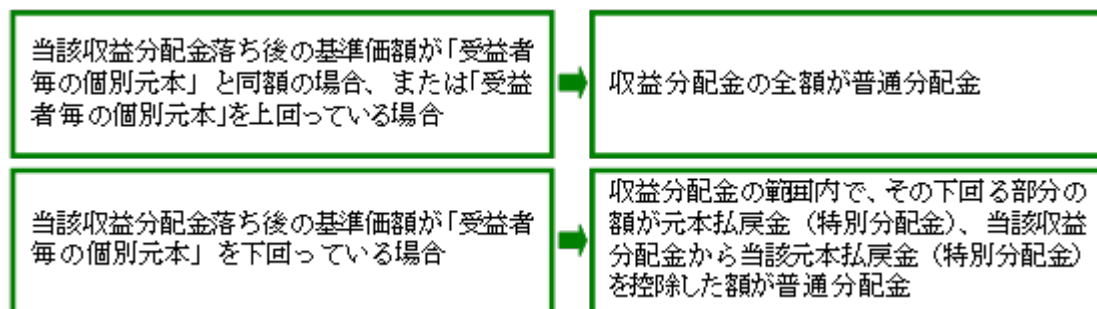 当該収益分配金落ち後の基準価額が「受益者
毎の個別元本」と同額の場合、または「受益
者毎の個別元本」を上回っている場合
収益分配金の全額が普通分配金
当該収益分配金落ち後の基準価額が「受益者
毎の個別元本」を下回っている場合
収益分配金の範囲内で、その下回る部分の
額が元本払戻金（特別分配金）、当該収益
分配金から当該元本払戻金（特別分配金）
を控除した額が普通分配金